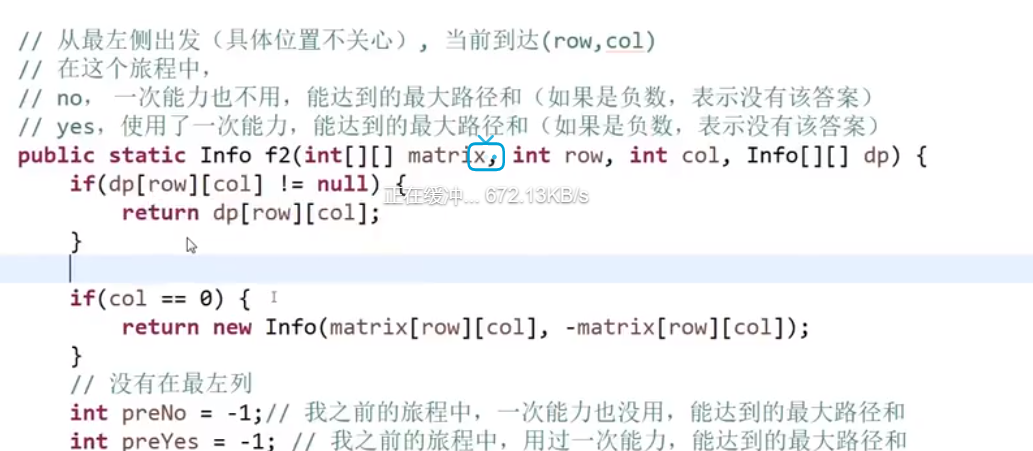 // 从最左侧出发（具体位置不关心）, 当前到达(row,col)
// 在这个旅程中，
// no， 一次能力也不用，能达到的最大路径和（如果是负数，表示没有该答案）
// yes，使用了一次能力，能达到的最大路径和（如果是负数，表示没有该答案）
public static Info f2(int[][] matrix, int row, int col, Info[][] dp) {
if(dp[row][col] != null) {
正在缓冲... 672.13KB/s
return dp[row][col];
}
if(col == 0) {
return new Info(matrix[row][col], -matrix[row][col]);
}
// 没有在最左列
int preNo = -1;// 我之前的旅程中，一次能力也没用，能达到的最大路径和
int preYes = -1; // 我之前的旅程中，用过一次能力，能达到的最大路径和